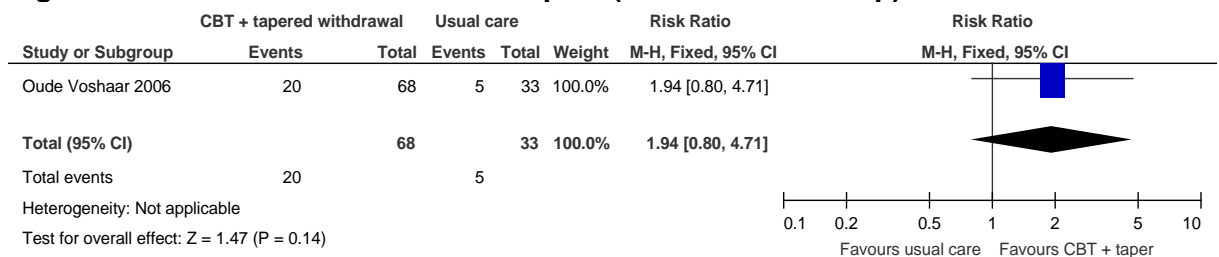 CBT + tapered withdrawal Usual care Risk Ratio Risk Ratio
Study or Subgroup Events Total Events Total Weight M-H, Fixed, 95% CI M-H, Fixed, 95% CI
Oude Voshaar 2006 20 68 5 33 100.0% 1.94 [0.80, 4.71]
Total (95% CI) 68 33 100.0% 1.94 [0.80, 4.71]
Total events 20 5
Heterogeneity: Not applicable
Test for overall effect: Z = 1.47 (P = 0.14)
0.1 0.2 0.5 1 2 5 10
Favours usual care Favours CBT + taper